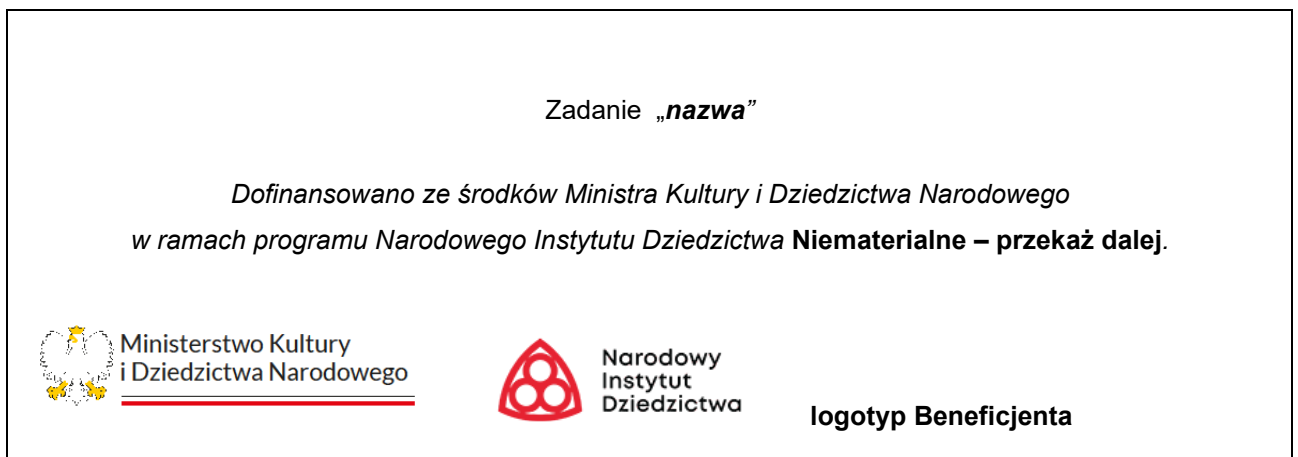 Zadanie „nazwa”
Dofinansowano ze środków Ministra Kultury i Dziedzictwa Narodowego
w ramach programu Narodowego Instytutu Dziedzictwa Niematerialne – przekaż dalej.
Ministerstwo Kultury
i Dziedzictwa Narodowego
Narodowy
Instytut
Dziedzictwa
logotyp Beneficjenta